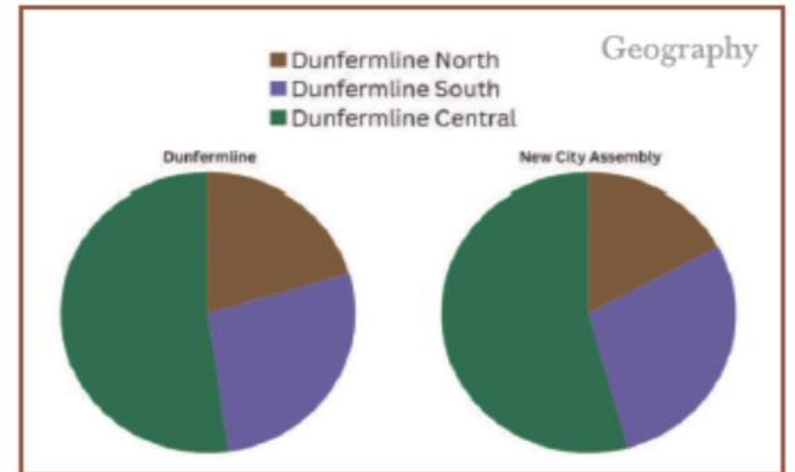 Geography
Dunfermline North
Dunfermline South
Dunfermline Central
Dunfermline
New City Assembly